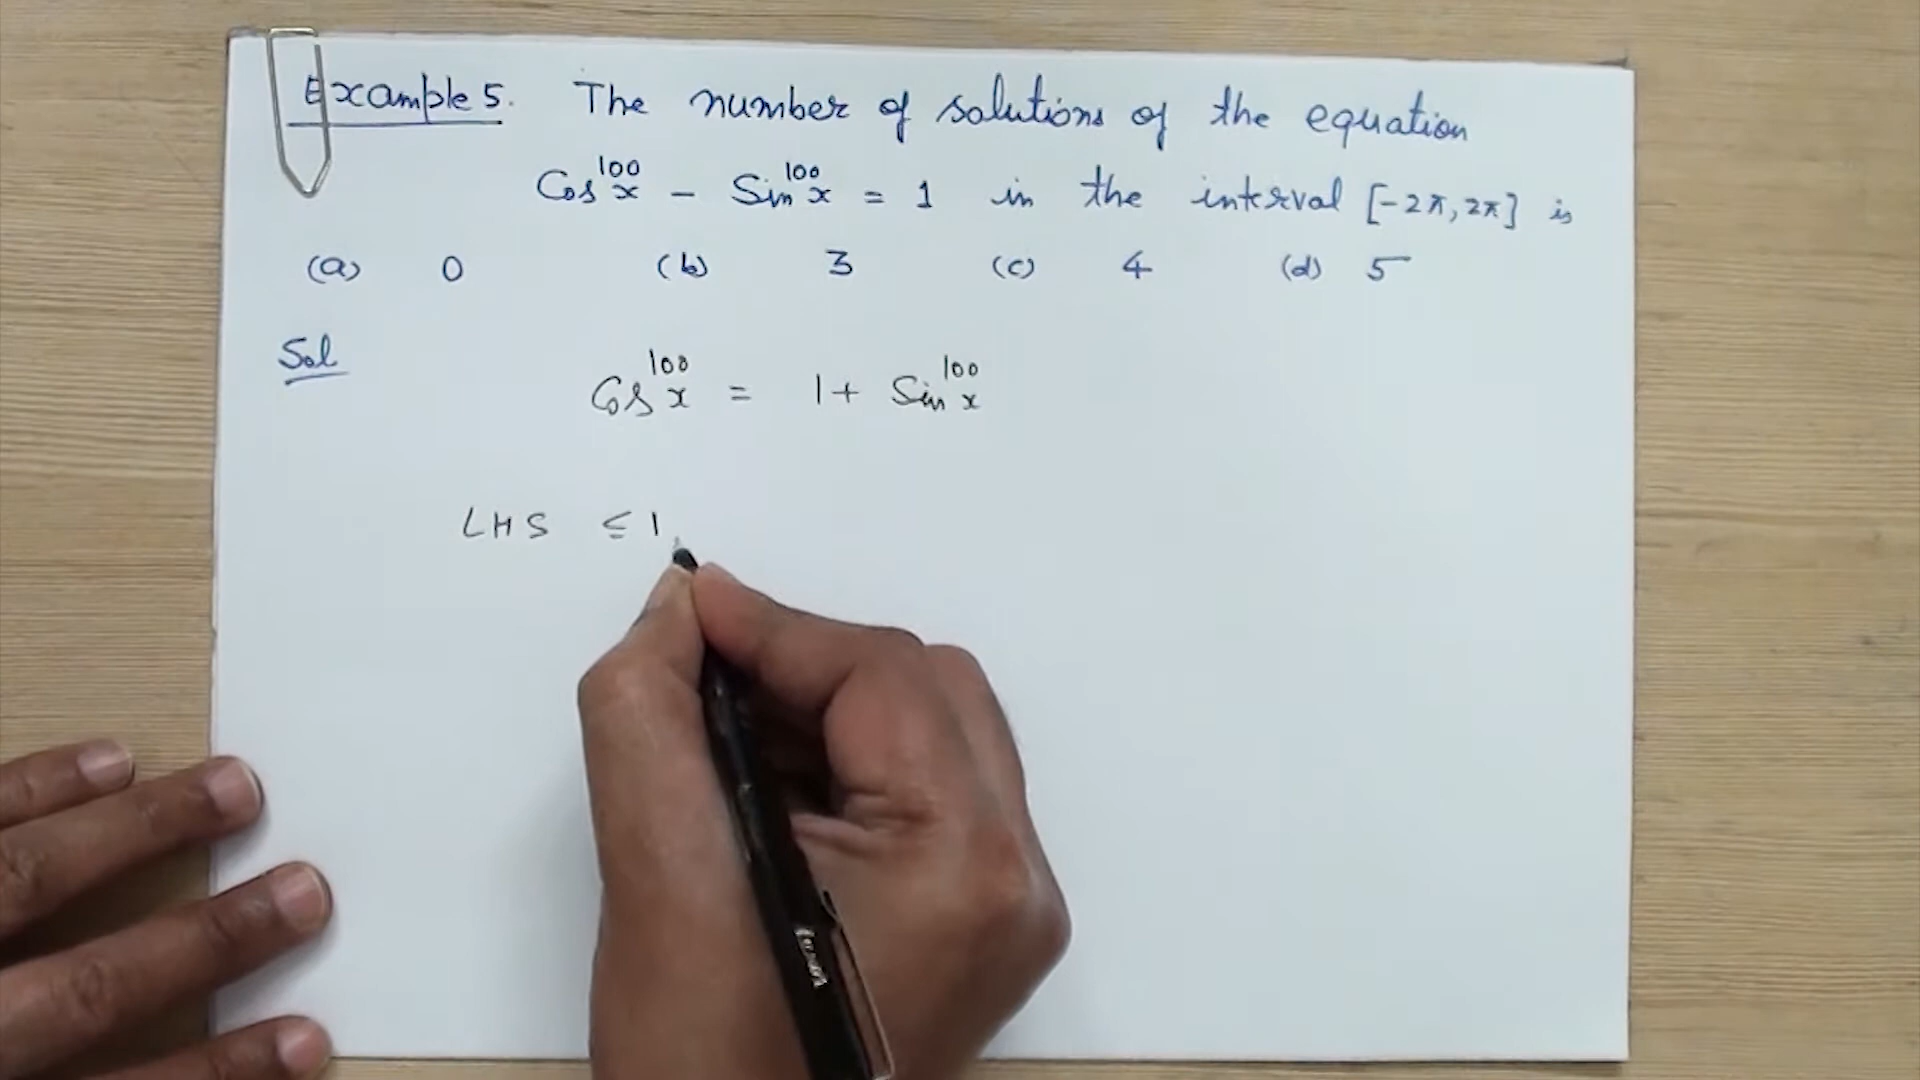 Example 5. The number of solutions of the equation
Cos¹⁰⁰x - Sin¹⁰⁰x = 1 in the interval [-2π, 2π] is
(a) 0 (b) 3 (c) 4 (d) 5
Sol
Cos¹⁰⁰x = 1 + Sin¹⁰⁰x
LHS ≤ 1